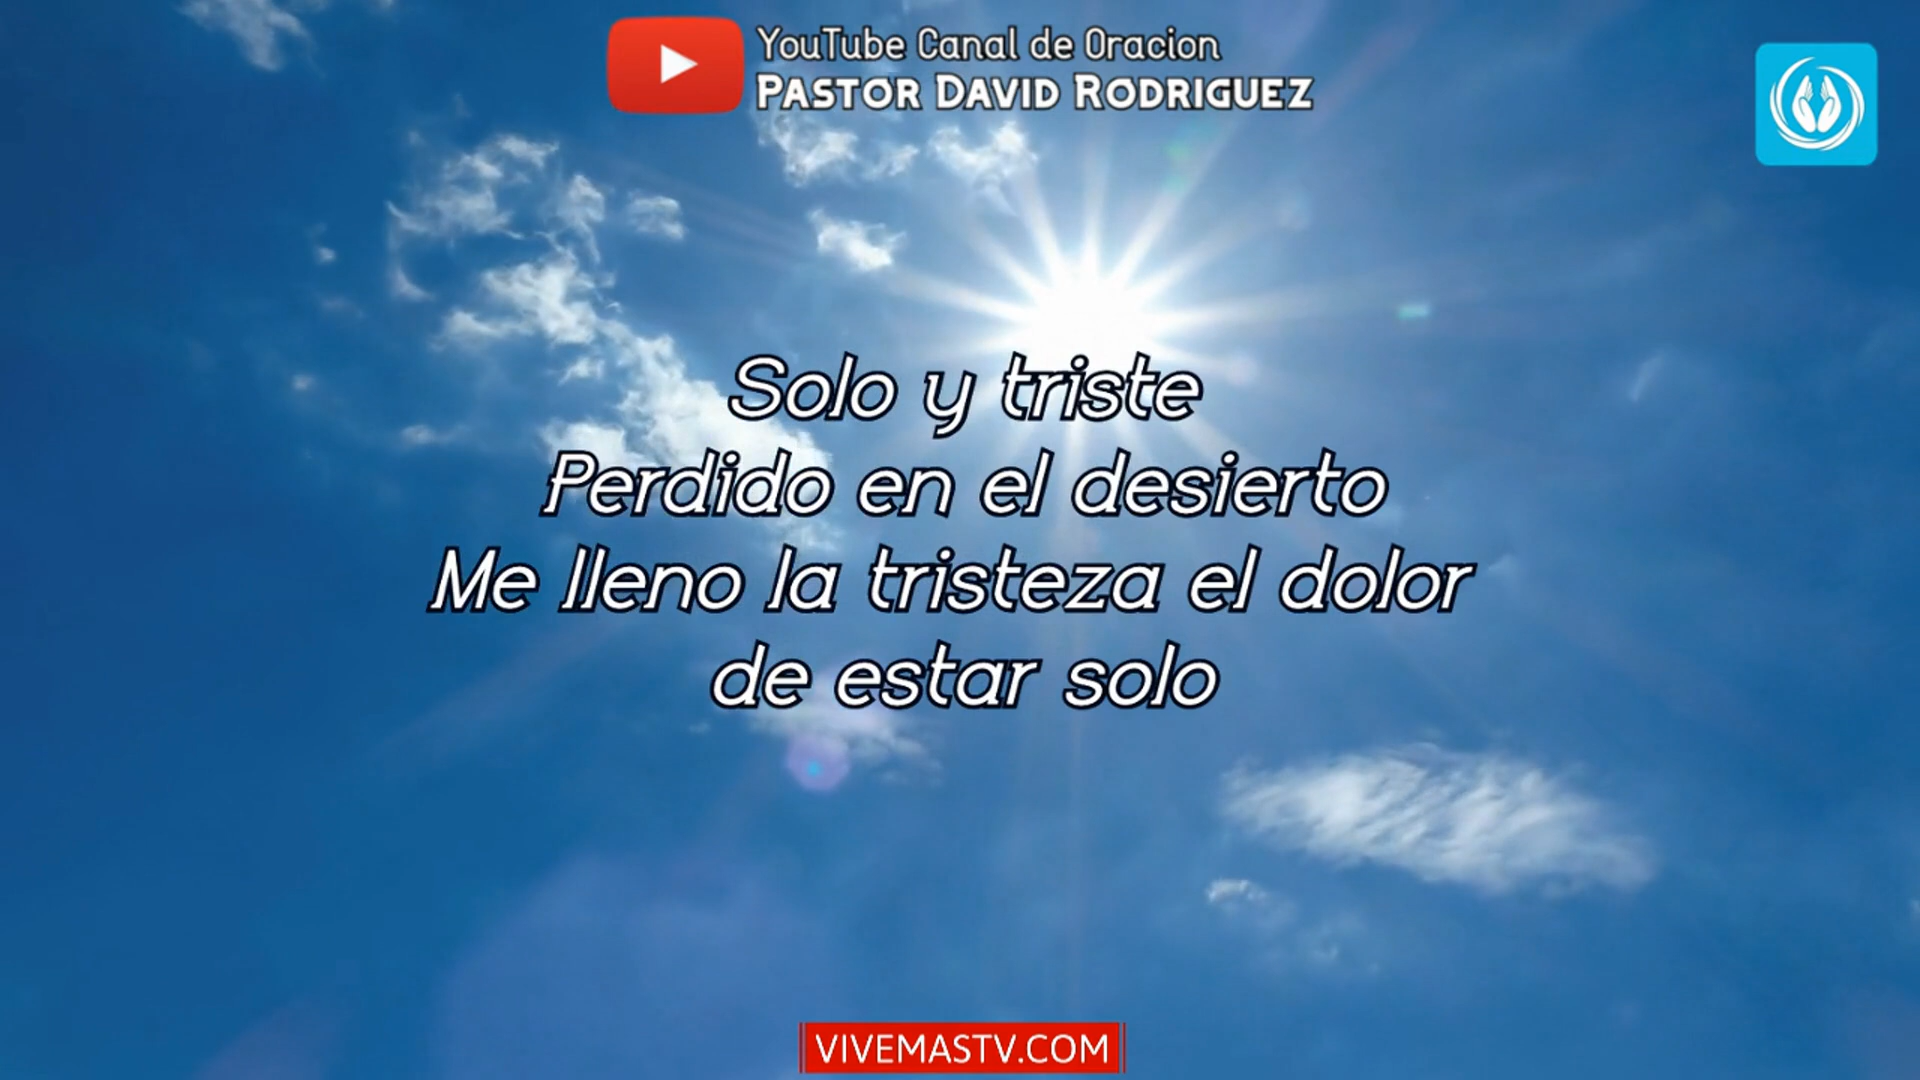 YouTube Canal de Oracion
PASTOR DAVID RODRIGUEZ
Solo y triste
Perdido en el desierto
Me lleno la tristeza el dolor
de estar solo
VIVEMASTV.COM